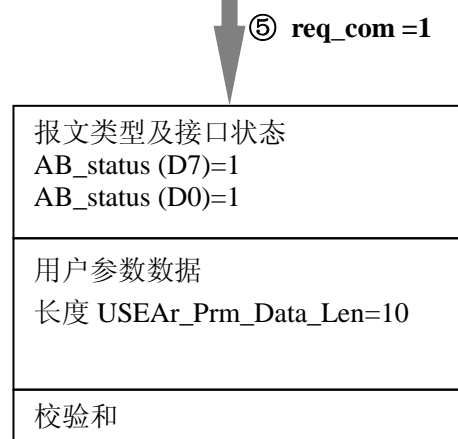 ⑤ req_com =1
报文类型及接口状态
AB_status (D7)=1
AB_status (D0)=1
用户参数数据
长度 USEAr_Prm_Data_Len=10
校验和